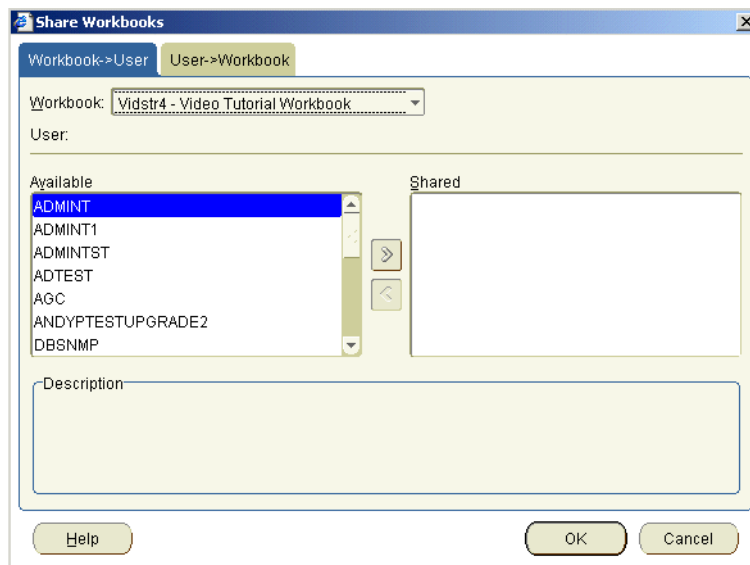 Share Workbooks
Workbook->User User->Workbook
Workbook: Vidstr4 - Video Tutorial Workbook
User:
Available
Shared
ADMINT
ADMINT1
ADMINTST
ADTEST
AGC
ANDYPTESTUPGRADE2
DBSNMP
Description
Help OK Cancel